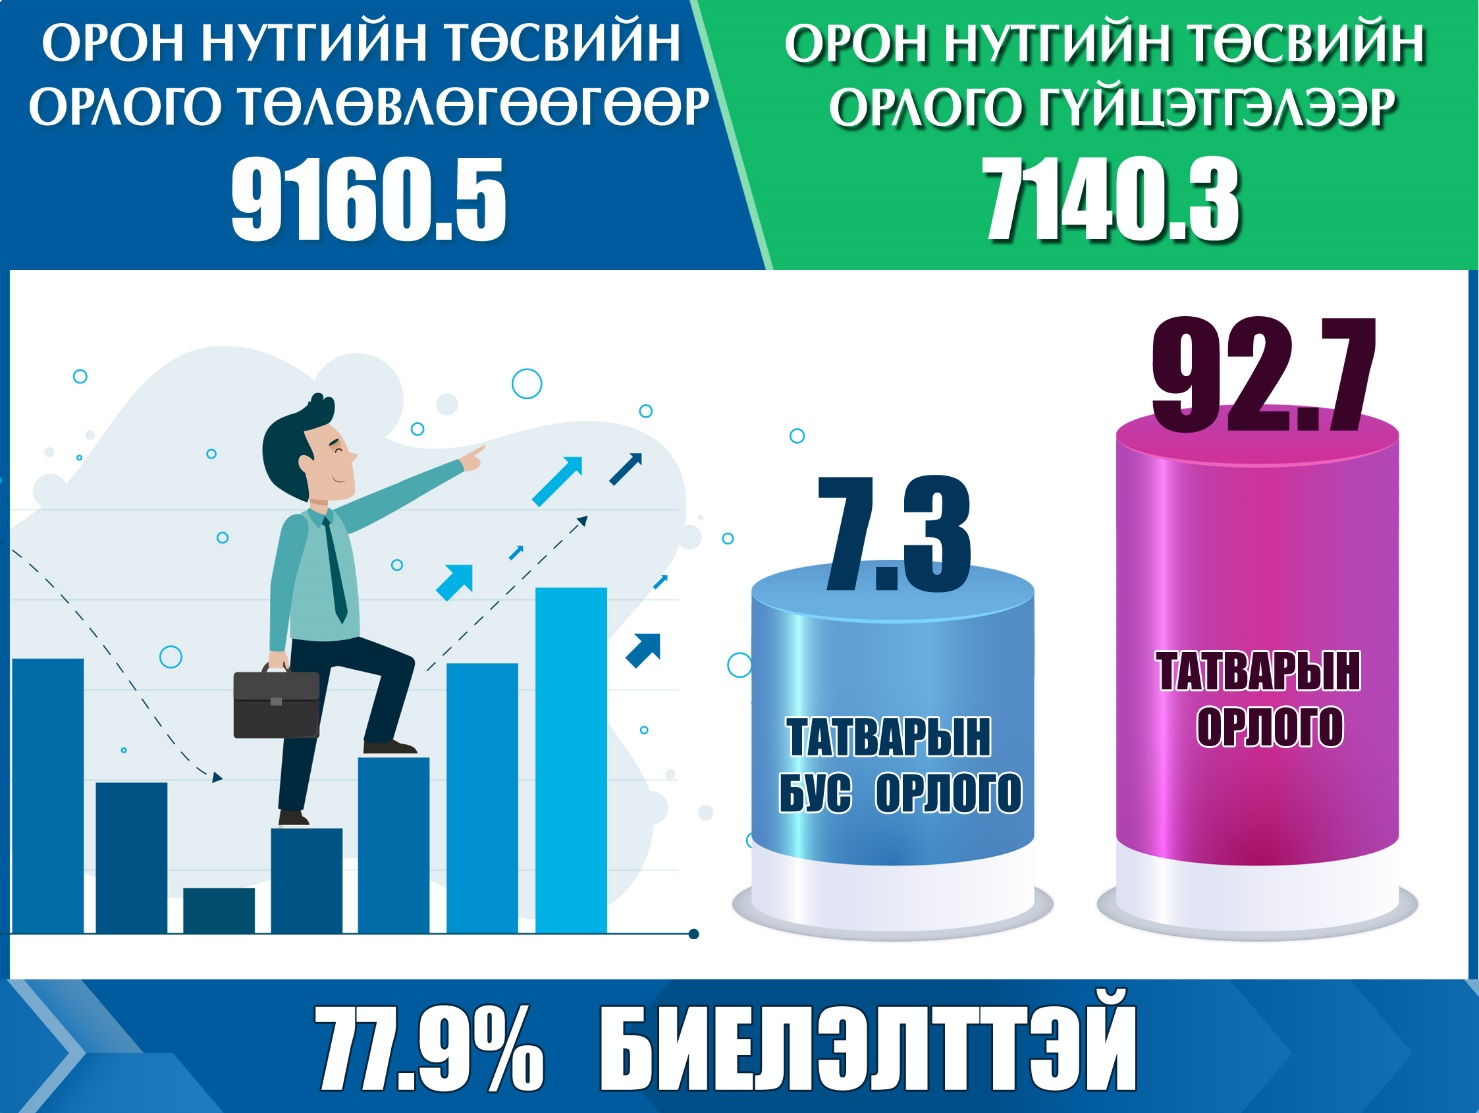 ОРОН НУТГИЙН ТӨСВИЙН
ОРЛОГО ТӨЛӨВЛӨГӨӨГӨӨР
9160.5
ОРОН НУТГИЙН ТӨСВИЙН
ОРЛОГО ГҮЙЦЭТГЭЛЭЭР
7140.3
7.3
ТАТВАРЫН
БУС ОРЛОГО
92.7
ТАТВАРЫН
ОРЛОГО
77.9% БИЕЛЭЛТТЭЙ